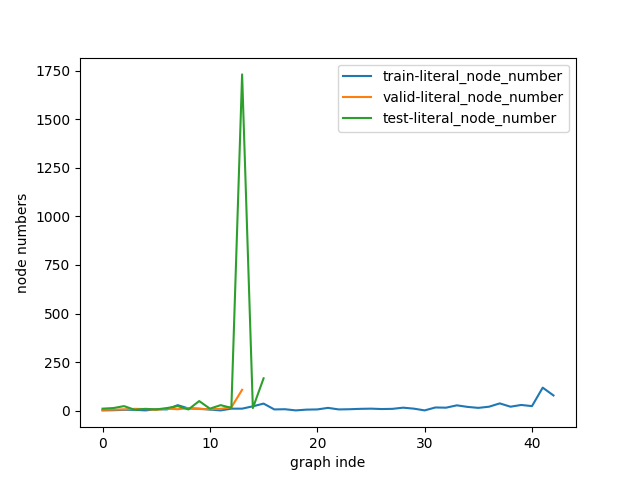 train-literal_node_number
valid-literal_node_number
test-literal_node_number
1750
1500
1250
1000
750
500
250
0
node numbers
0 10 20 30 40
graph inde